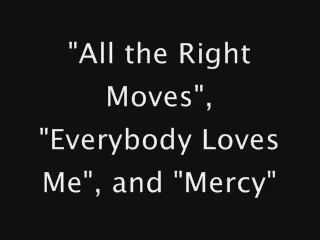 "All the Right
Moves",
"Everybody Loves
Me", and "Mercy"